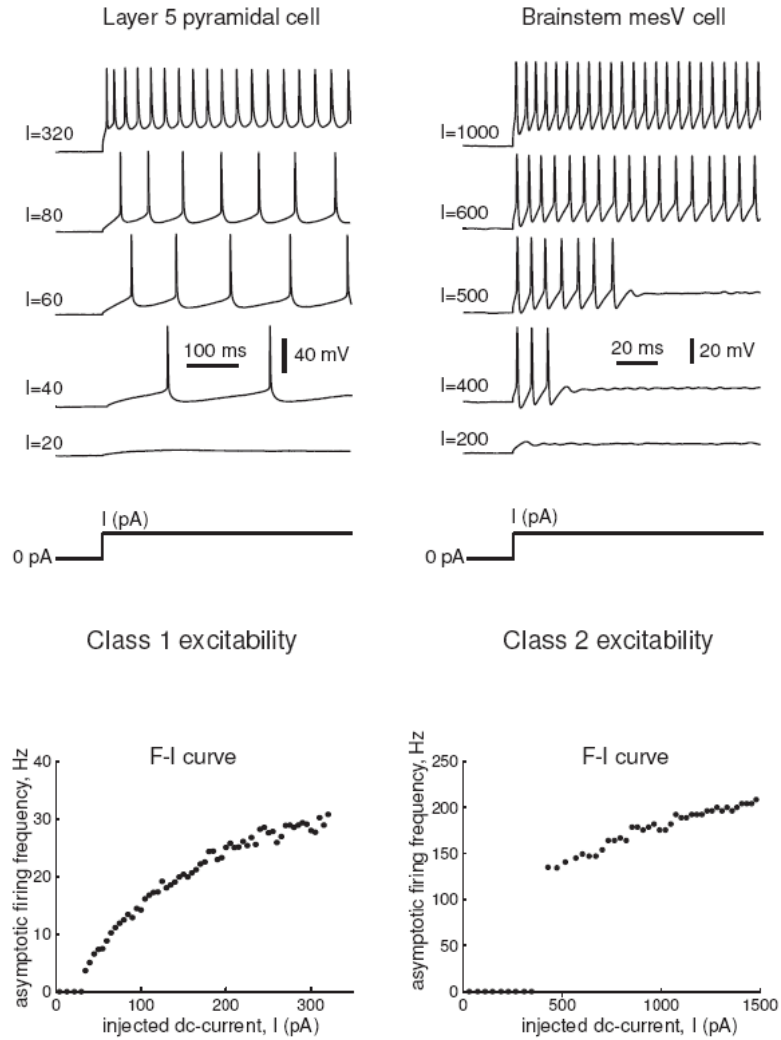 Layer 5 pyramidal cell
I=320
I=80
I=60
100 ms
40 mV
I=40
I=20
I (pA)
0 pA
Brainstem mesV cell
I=1000
I=600
I=500
20 ms
20 mV
I=400
I=200
I (pA)
0 pA
Class 1 excitability
Class 2 excitability
F-I curve
asymptotic firing frequency, Hz
40
30
20
10
0
0 100 200 300
injected dc-current, I (pA)
F-I curve
asymptotic firing frequency, Hz
250
200
150
100
50
0
0 500 1000 1500
injected dc-current, I (pA)